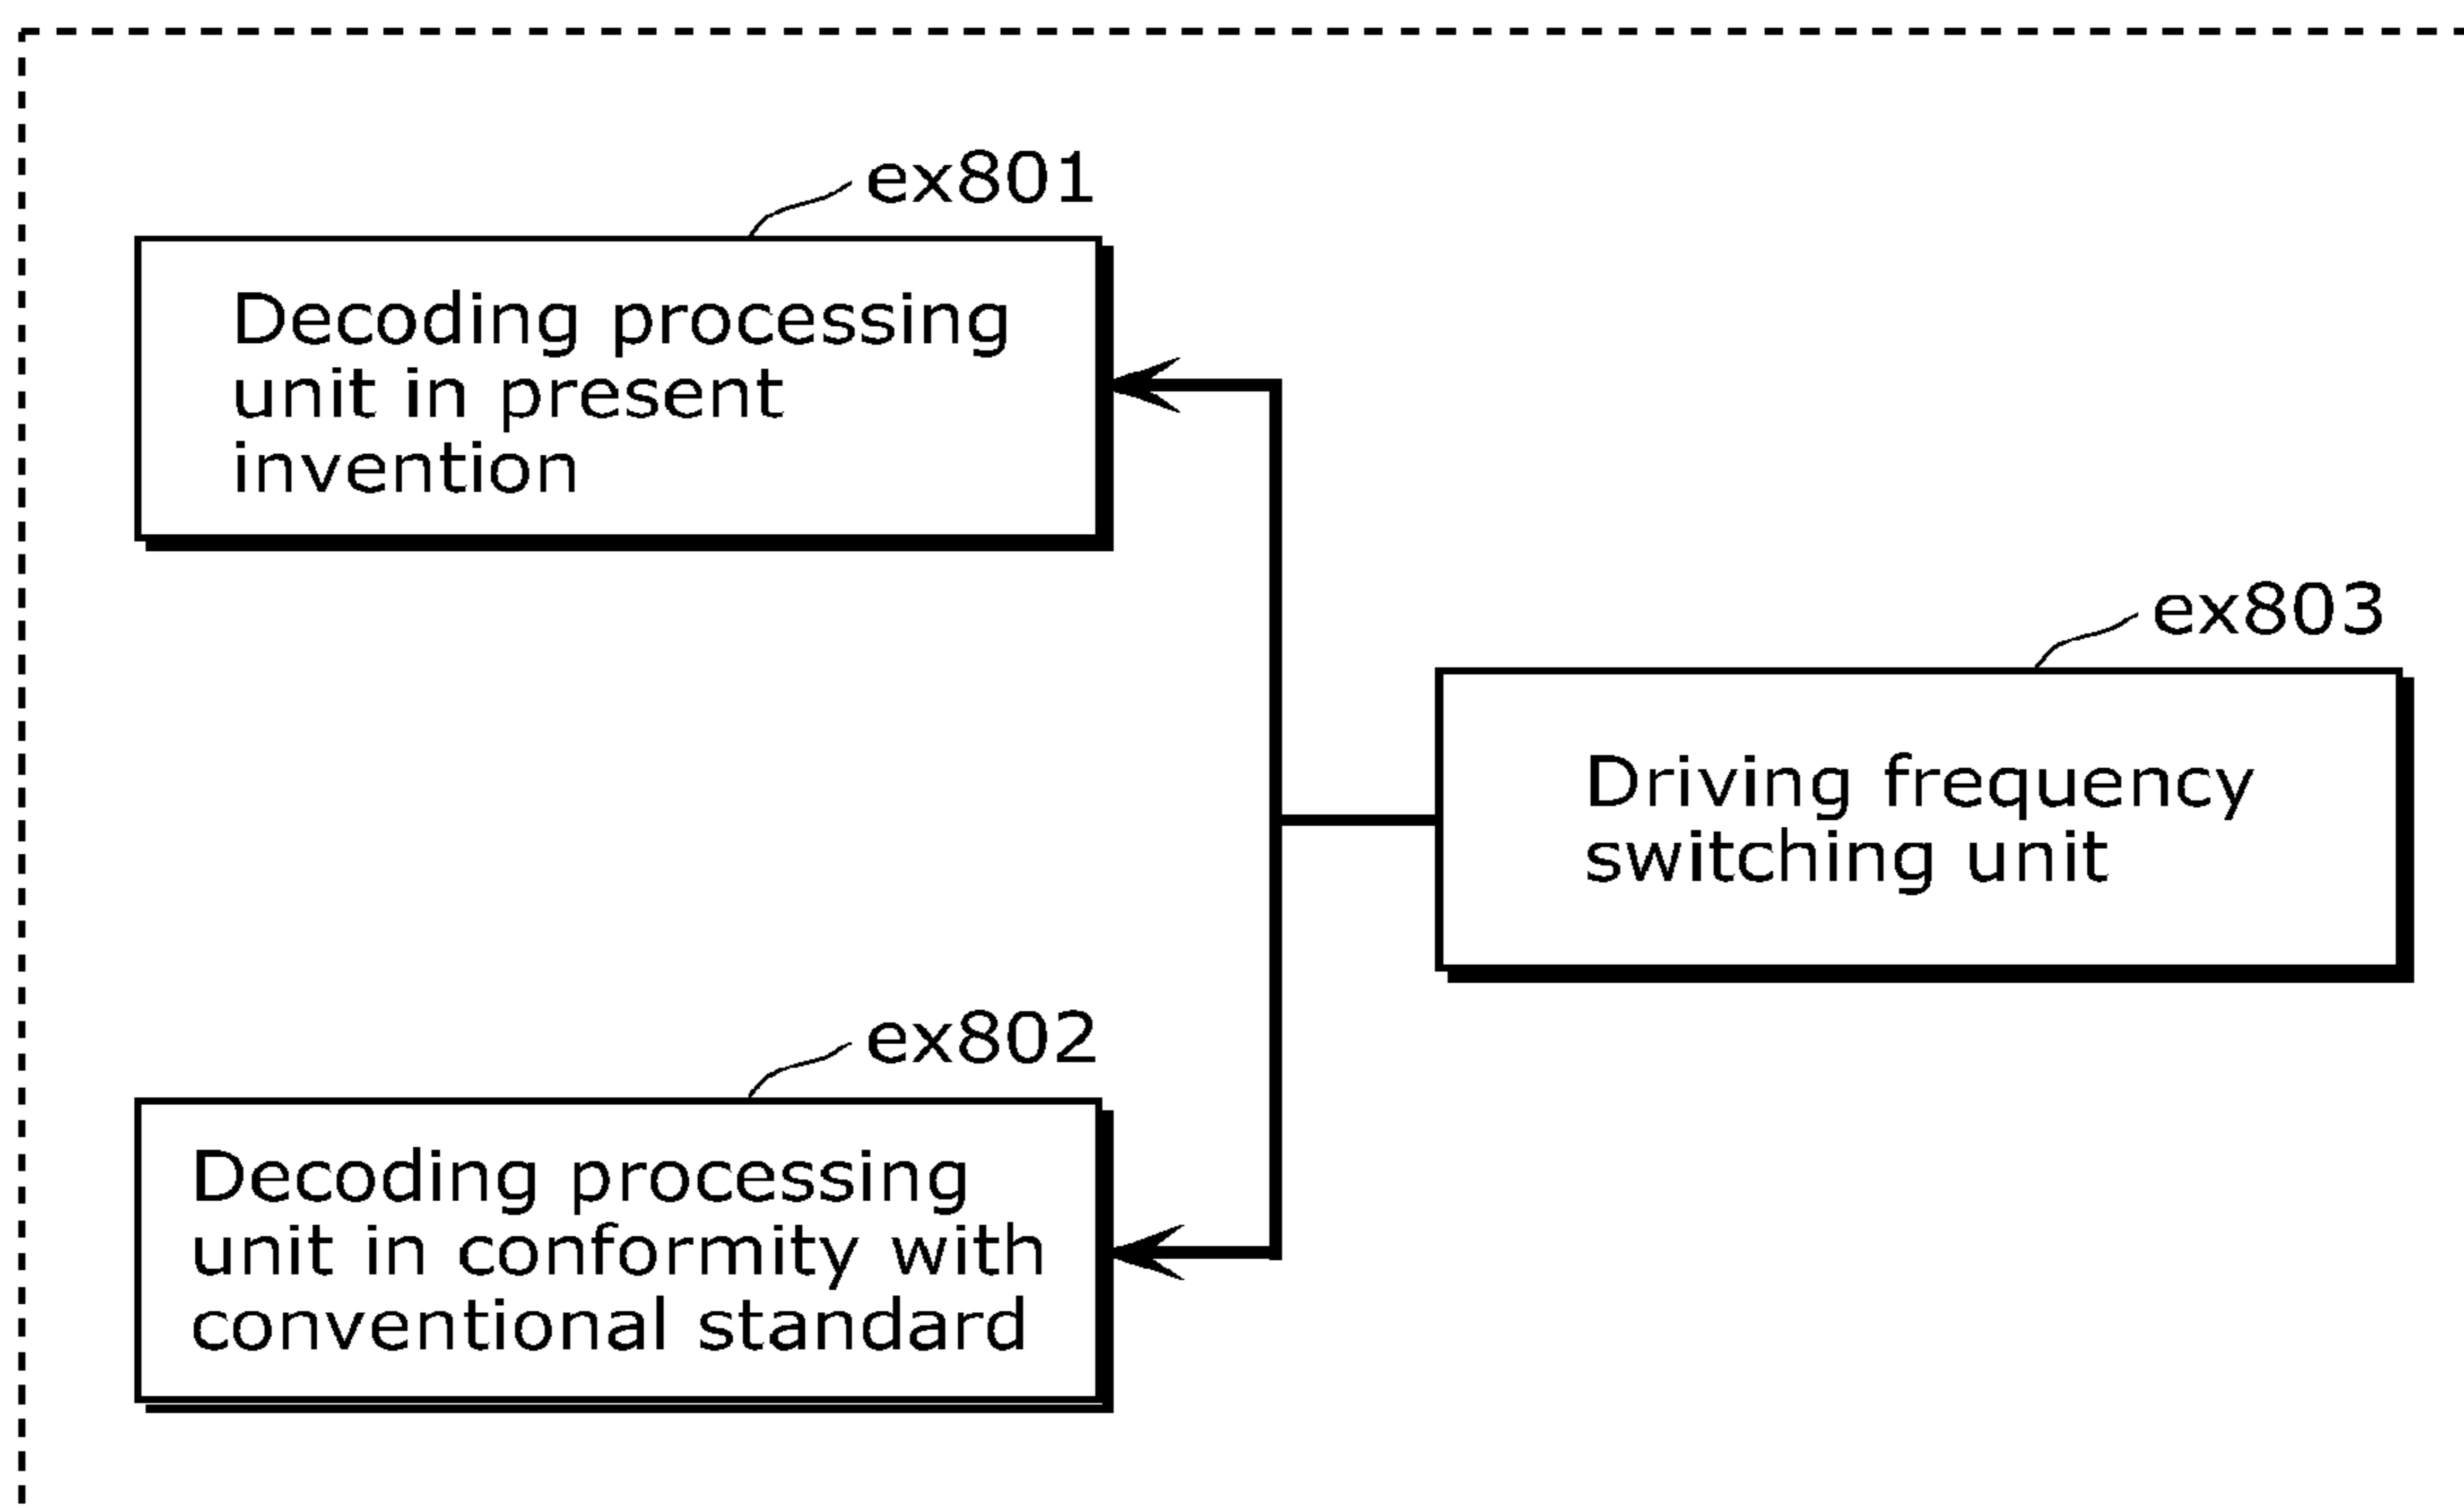 ex801
Decoding processing
unit in present
invention
ex803
Driving frequency
switching unit
ex802
Decoding processing
unit in conformity with
conventional standard